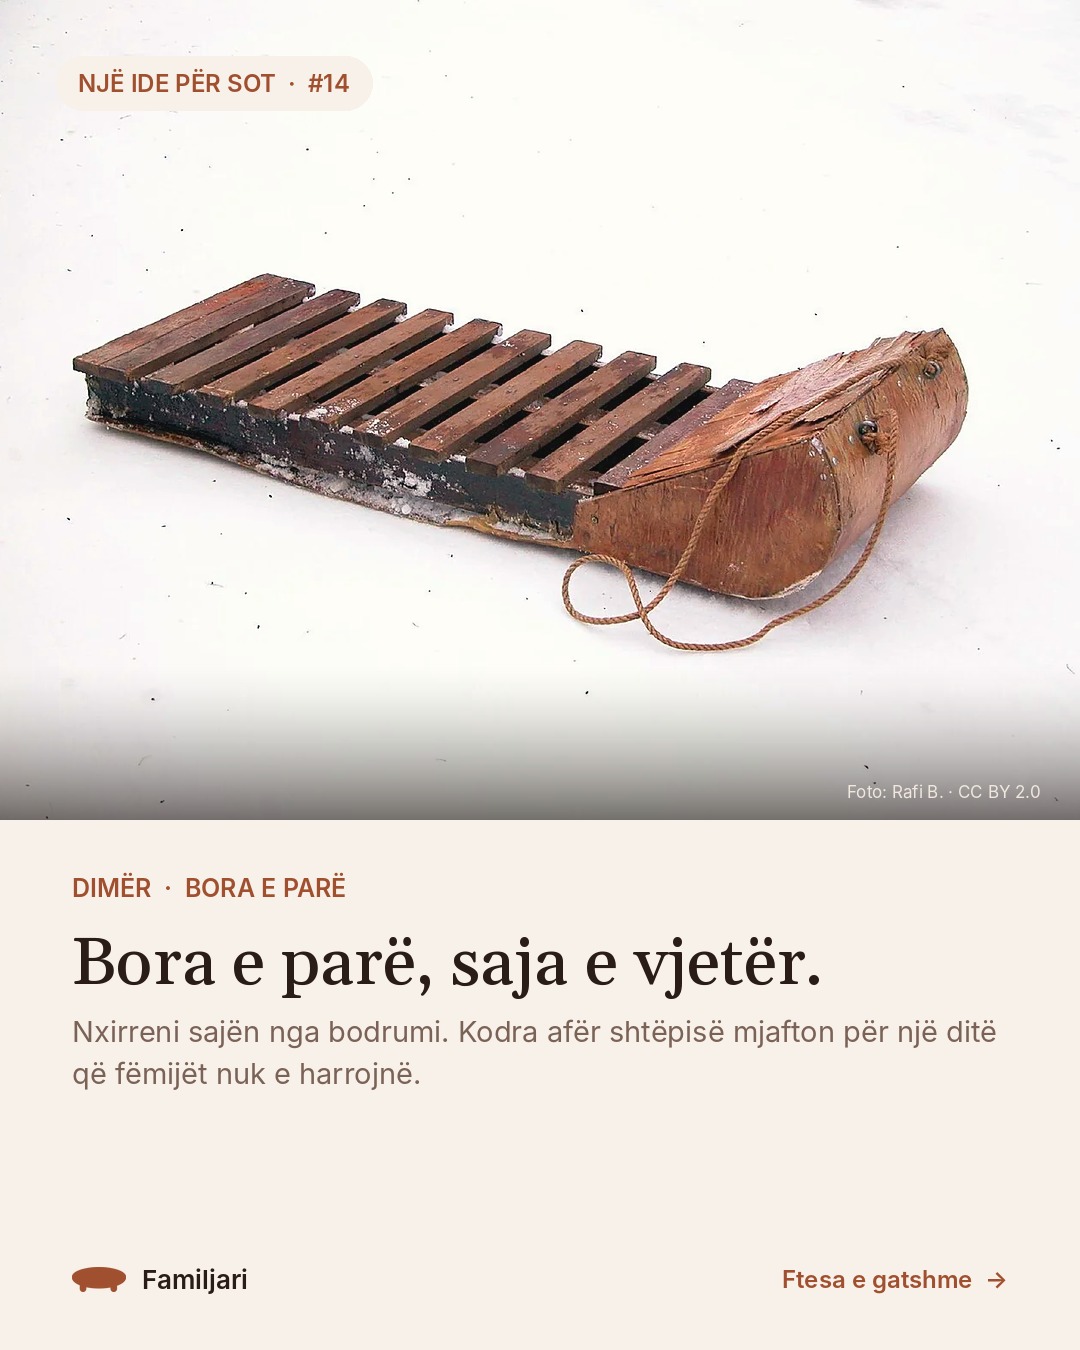 NJË IDE PËR SOT · #14
Foto: Rafi B. · CC BY 2.0
DIMËR · BORA E PARË
Bora e parë, saja e vjetër.
Nxirreni sajën nga bodrumi. Kodra afër shtëpisë mjafton për një ditë
që fëmijët nuk e harrojnë.
Familjari
Ftesa e gatshme →